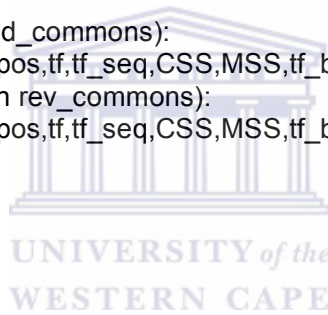 d_commons):
pos,tf,tf_seq,CSS,MSS,tf_b
n rev_commons):
pos,tf,tf_seq,CSS,MSS,tf_b
UNIVERSITY of the
WESTERN CAPE